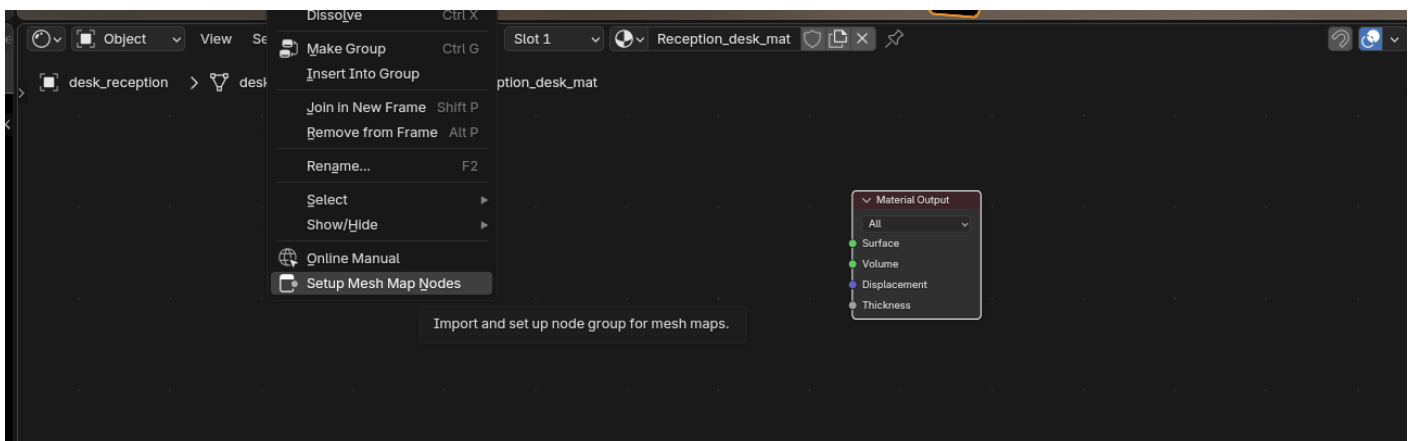 Dissolve Ctrl X
Object View Se Slot 1 Reception_desk_mat
Make Group Ctrl G
Insert Into Group
desk_reception desk ption_desk_mat
Join in New Frame Shift P
Remove from Frame Alt P
Rename... F2
Select
Show/Hide
Online Manual
Setup Mesh Map Nodes
Import and set up node group for mesh maps.
Material Output
All
Surface
Volume
Displacement
Thickness